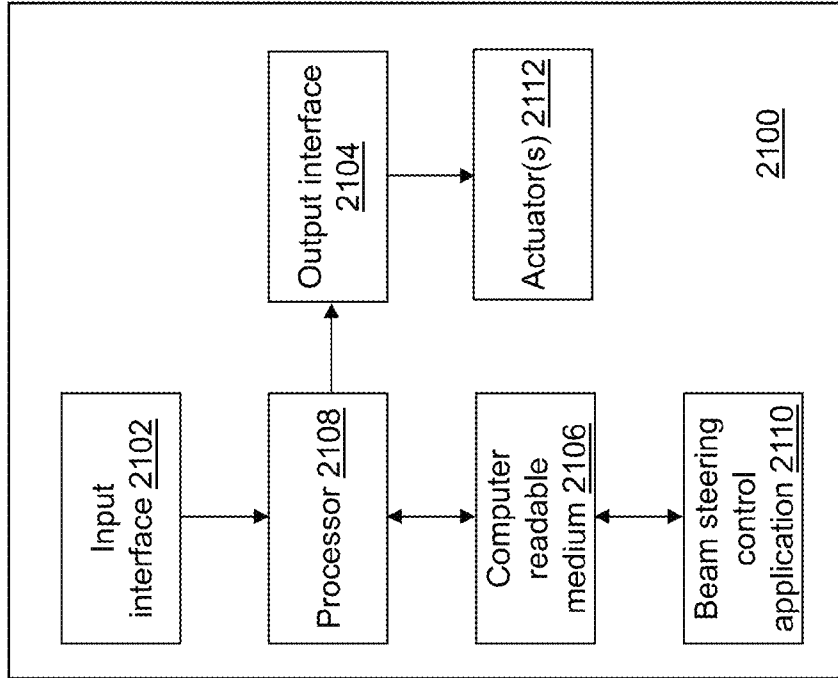 Input
interface 2102
Processor 2108
Computer
readable
medium 2106
Beam steering
control
application 2110
Output interface
2104
Actuator(s) 2112
2100